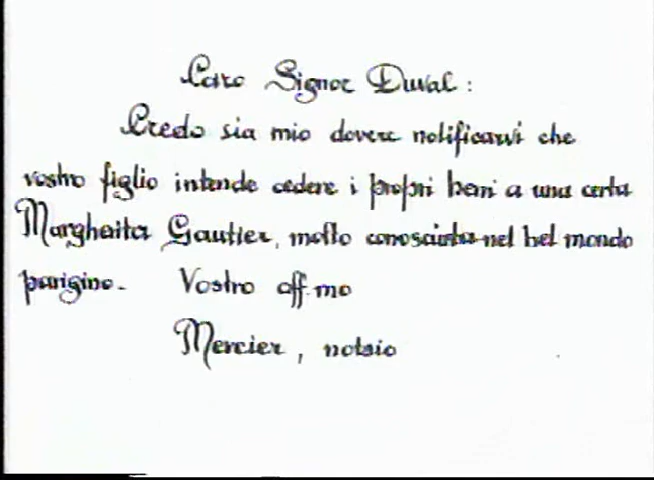 Caro Signor Duval:
Credo sia mio dovere notificarvi che
vostro figlio intende cedere i propri beni a una certa
Margherita Gautier, molto conosciuta nel bel mondo
parigino. Vostro aff.mo
Mercier, notaio